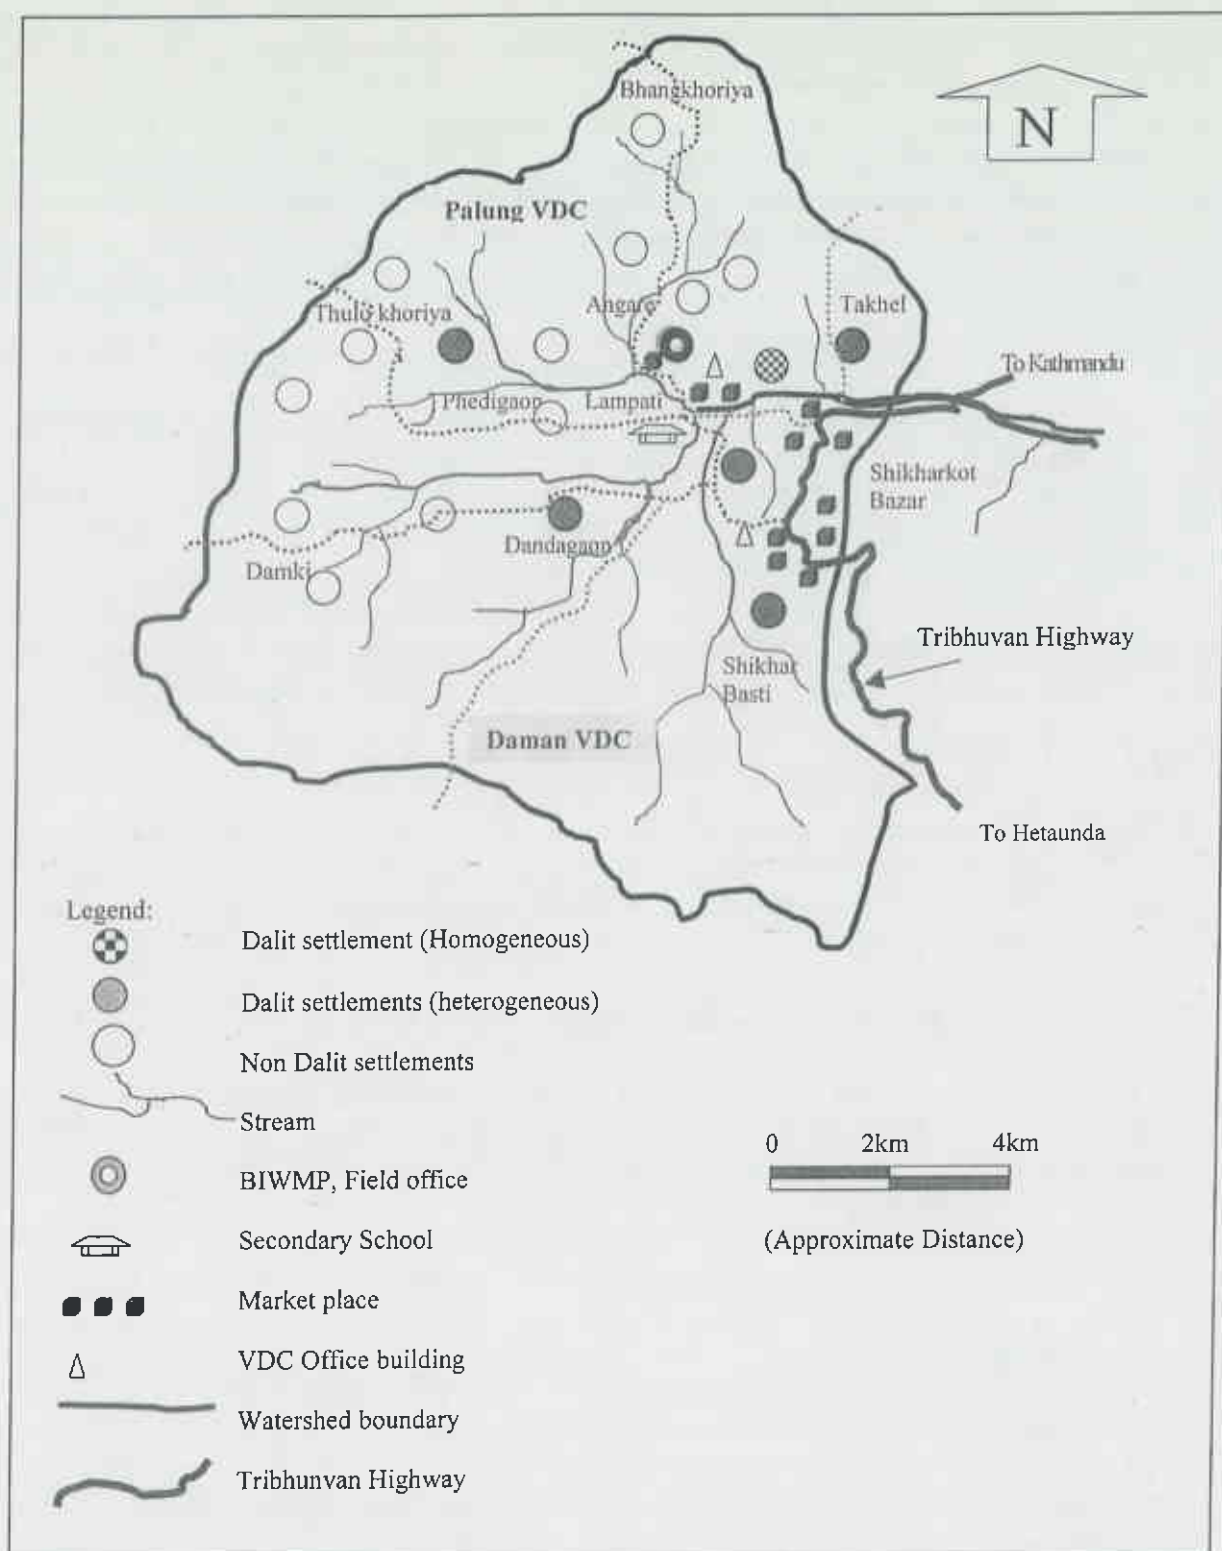 Bhangkhoriya
N
Palung VDC
Thulo khoriya
Angare
Takhel
To Kathmandu
Phedigaon
Lampati
Shikharkot
Bazar
Dandagaon
Damki
Tribhuvan Highway
Shikhar
Basti
Daman VDC
To Hetaunda
Legend:
Dalit settlement (Homogeneous)
Dalit settlements (heterogeneous)
Non Dalit settlements
Stream
0 2km 4km
BIWMP, Field office
Secondary School
(Approximate Distance)
Market place
VDC Office building
Watershed boundary
Tribhunvan Highway